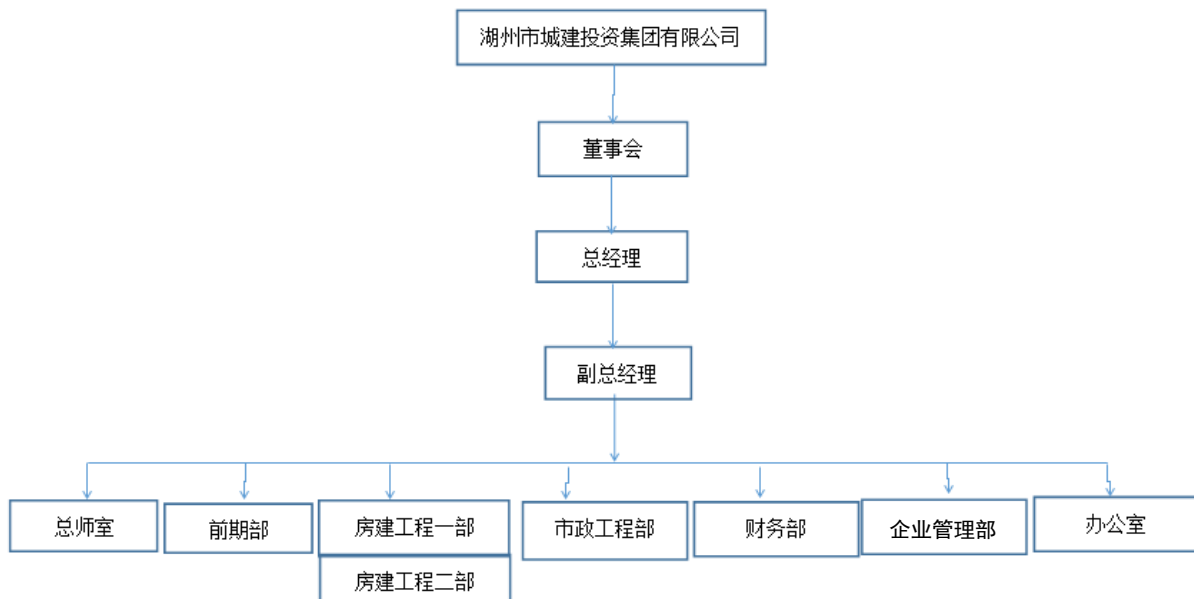 湖州市城建投资集团有限公司
董事会
总经理
副总经理
总师室
前期部
房建工程一部
市政工程部
财务部
企业管理部
办公室
房建工程二部